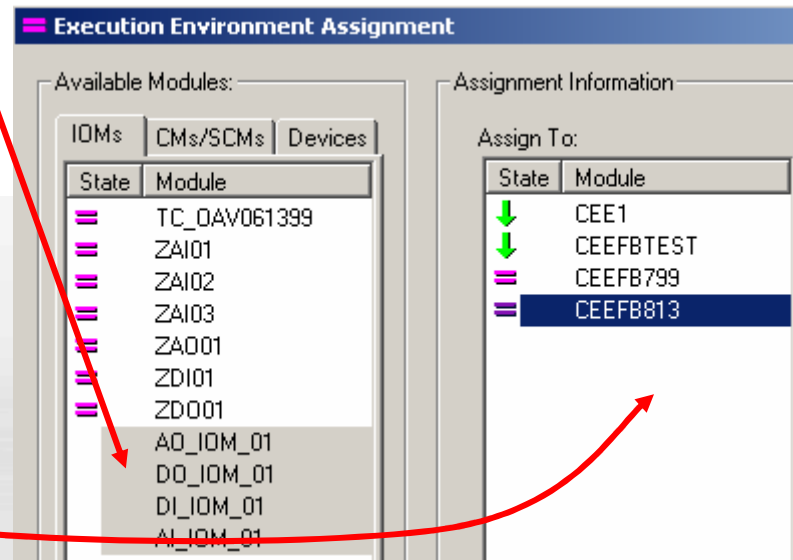 Execution Environment Assignment
Available Modules:
IOMs CMs/SCMs Devices
State Module
TC_OAV061399
ZAI01
ZAI02
ZAI03
ZAO01
ZDI01
ZDO01
AO_IOM_01
DO_IOM_01
DI_IOM_01
AI_IOM_01
Assignment Information
Assign To:
State Module
CEE1
CEEFBTEST
CEEFB799
CEEFB813